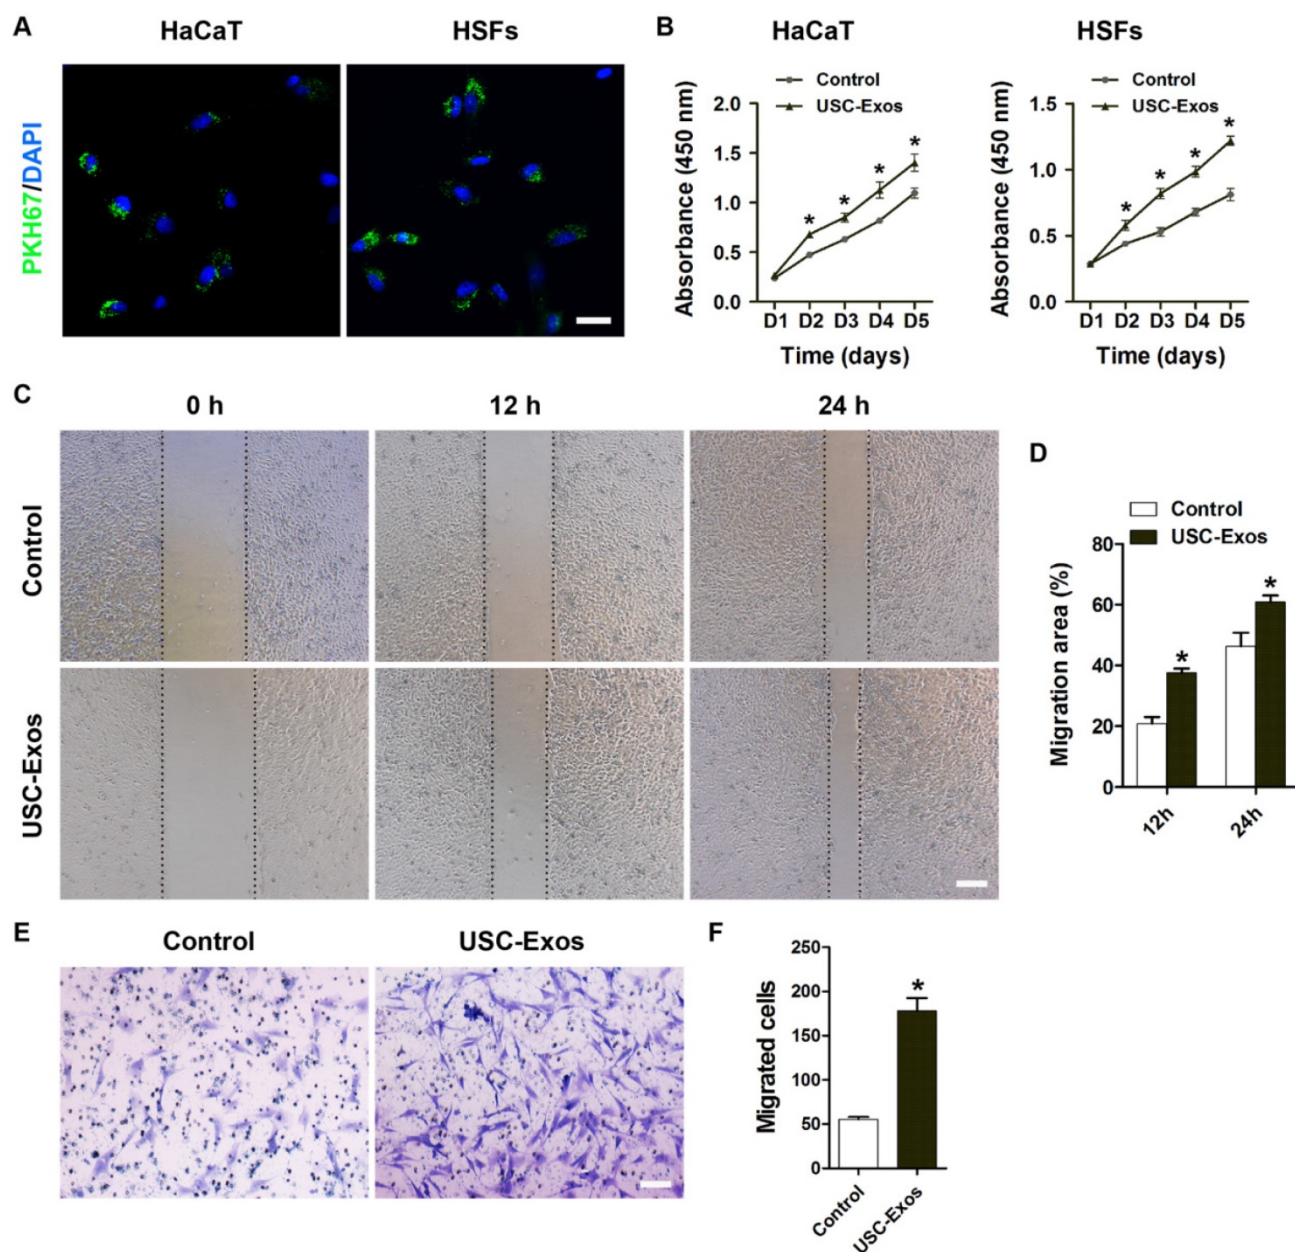 A
HaCaT
HSFs
PKH67/DAPI
B
HaCaT
HSFs
Control
USC-Exos
Absorbance (450 nm)
2.0
1.5
1.0
0.5
0.0
* * * *
D1 D2 D3 D4 D5
Time (days)
Control
USC-Exos
Absorbance (450 nm)
1.5
1.0
0.5
0.0
* * * *
D1 D2 D3 D4 D5
Time (days)
C
0 h
12 h
24 h
Control
USC-Exos
D
Control
USC-Exos
Migration area (%)
80
60
40
20
0
* *
12h
24h
E
Control
USC-Exos
F
Migrated cells
250
200
150
100
50
0
*
Control
USC-Exos